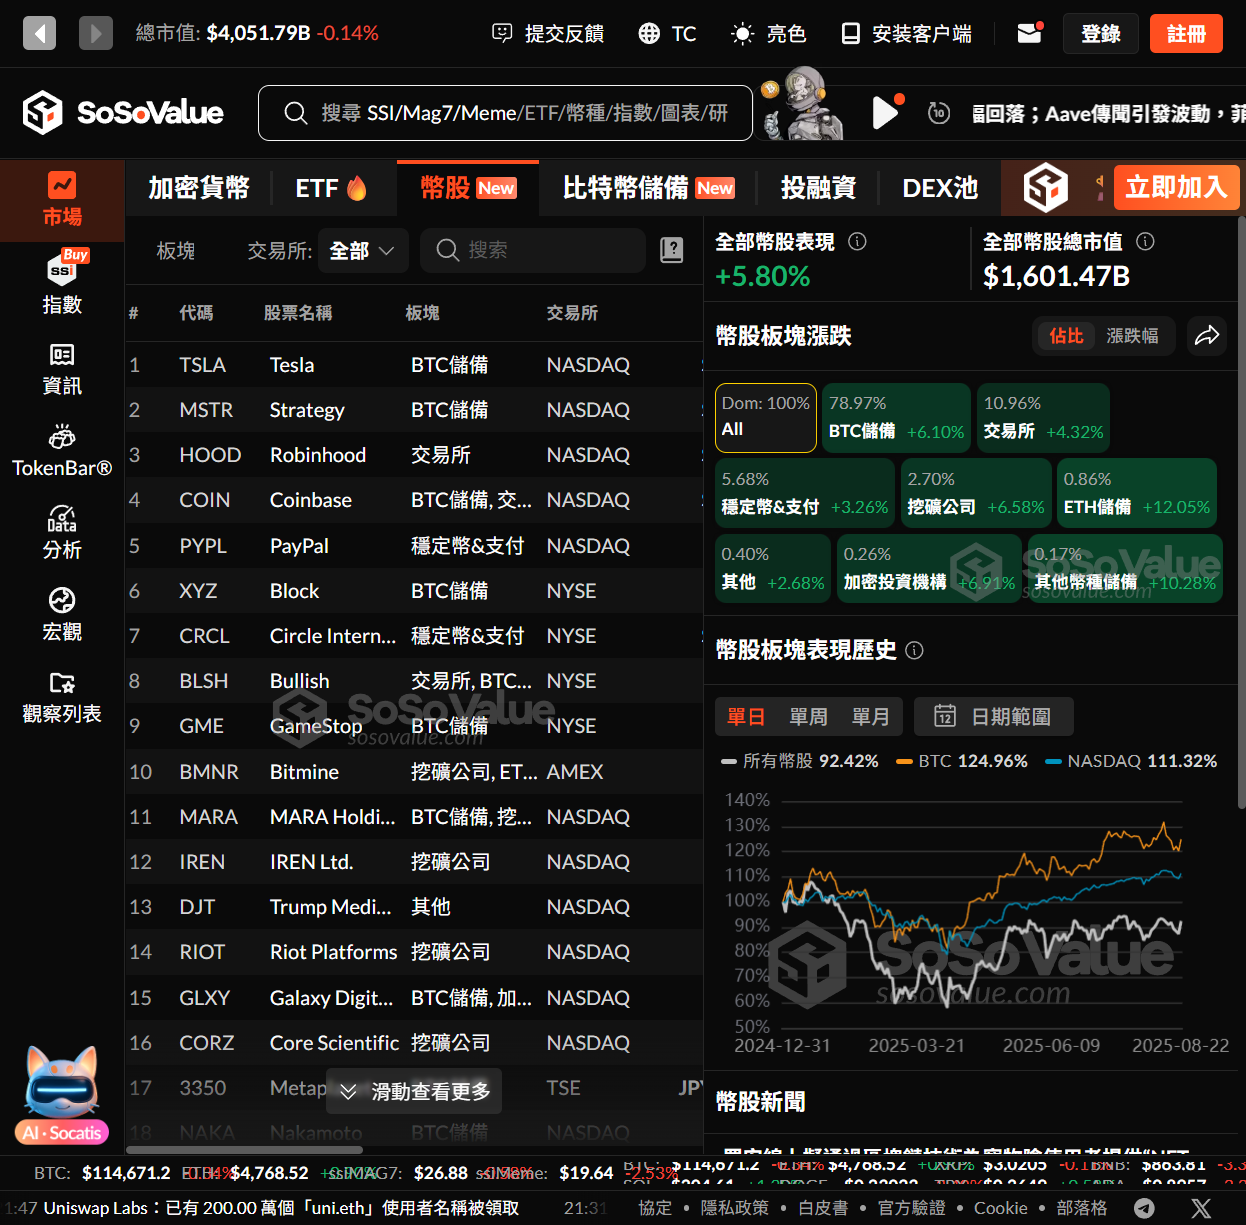 總市值: $4,051.79B -0.14%
提交反饋
TC
亮色
安裝客户端
登錄
註冊
SoSoValue
搜尋 SSI/Mag7/Meme/ETF/幣種/指數/圖表/研
幅回落；Aave傳聞引發波動，菲
市場
Buy
ssi
指數
資訊
TokenBar®
分析
宏觀
觀察列表
AI · Socatis
加密貨幣
ETF
幣股 New
比特幣儲備 New
投融資
DEX池
立即加入
板塊
交易所: 全部
搜索
# 代碼 股票名稱 板塊 交易所
1 TSLA Tesla BTC儲備 NASDAQ
2 MSTR Strategy BTC儲備 NASDAQ
3 HOOD Robinhood 交易所 NASDAQ
4 COIN Coinbase BTC儲備, 交... NASDAQ
5 PYPL PayPal 穩定幣&支付 NASDAQ
6 XYZ Block BTC儲備 NYSE
7 CRCL Circle Intern... 穩定幣&支付 NYSE
8 BLSH Bullish 交易所, BTC... NYSE
9 GME GameStop BTC儲備 NYSE
10 BMNR Bitmine 挖礦公司, ET... AMEX
11 MARA MARA Holdi... BTC儲備, 挖... NASDAQ
12 IREN IREN Ltd. 挖礦公司 NASDAQ
13 DJT Trump Medi... 其他 NASDAQ
14 RIOT Riot Platforms 挖礦公司 NASDAQ
15 GLXY Galaxy Digit... BTC儲備, 加... NASDAQ
16 CORZ Core Scientific 挖礦公司 NASDAQ
17 3350 Metap TSE JPY
18 NAKA Nakamoto BTC儲備 NASDAQ
滑動查看更多
SoSoValue
sosovalue.com
全部幣股表現
+5.80%
全部幣股總市值
$1,601.47B
幣股板塊漲跌
佔比
漲跌幅
Dom: 100%
All
78.97%
BTC儲備 +6.10%
10.96%
交易所 +4.32%
5.68%
穩定幣&支付 +3.26%
2.70%
挖礦公司 +6.58%
0.86%
ETH儲備 +12.05%
0.40%
其他 +2.68%
0.26%
加密投資機構 +6.91%
0.17%
其他幣種儲備 +10.28%
SoSoValue
sosovalue.com
幣股板塊表現歷史
單日
單周
單月
12
日期範圍
所有幣股 92.42%
BTC 124.96%
NASDAQ 111.32%
140%
130%
120%
110%
100%
90%
80%
70%
60%
50%
2024-12-31
2025-03-21
2025-06-09
2025-08-22
SoSoValue
sosovalue.com
幣股新聞
BTC: $114,671.2
ETH: $4,768.52
ssiMAG7: $26.88
ssiMeme: $19.64 -2.53%
$114,671.2
$4,768.52
$3.0205
BNB: $863.81 -3.3
1:47 Uniswap Labs：已有 200.00 萬個「uni.eth」使用者名稱被領取
21:31
協定 • 隱私政策 • 白皮書 • 官方驗證 • Cookie • 部落格